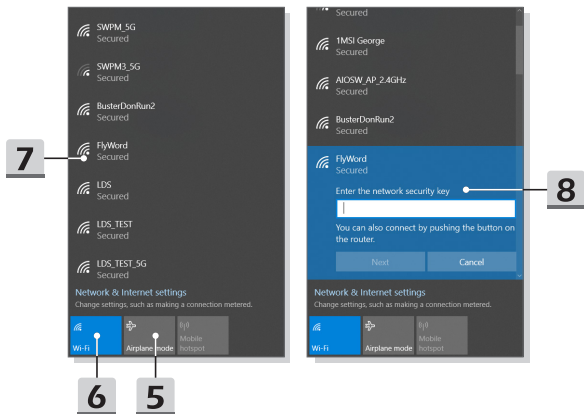 SWPM_5G
Secured
SWPM3_5G
Secured
BusterDonRun2
Secured
FlyWord
Secured
LDS
Secured
LDS_TEST
Secured
LDS_TEST_5G
Secured
Network & Internet settings
Change settings, such as making a connection metered.
Wi-Fi
Airplane mode
Mobile
hotspot
7
6
5
Secured
1MSI George
Secured
AIOSW_AP_2.4GHz
Secured
BusterDonRun2
Secured
FlyWord
Secured
Enter the network security key
You can also connect by pushing the button on
the router.
Next
Cancel
Network & Internet settings
Change settings, such as making a connection metered.
Wi-Fi
Airplane mode
Mobile
hotspot
8